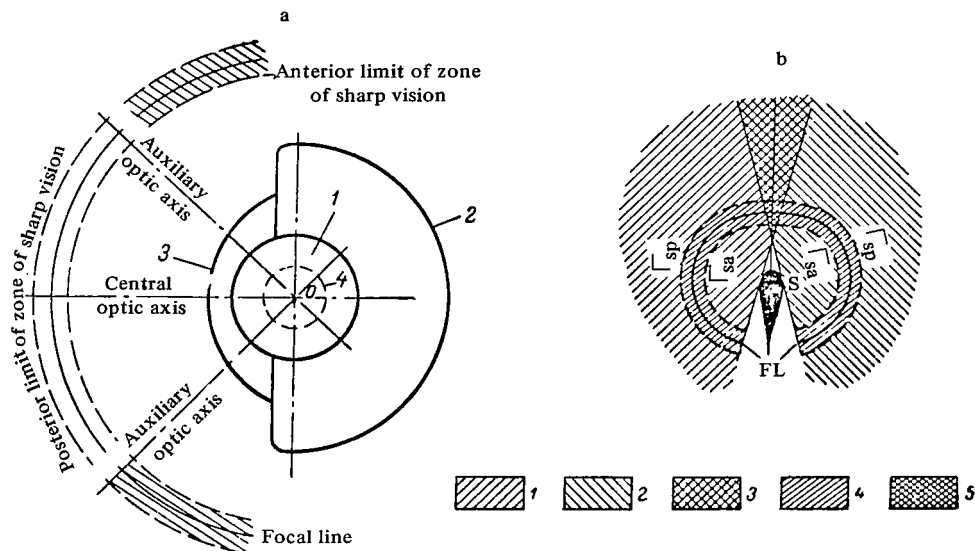 a
Anterior limit of zone
of sharp vision
Auxiliary
optic axis
Posterior limit of zone of sharp vision
Central
optic axis
Auxiliary
optic axis
Focal line
1
2
3
4
O
b
sp
sa
sa
sp
S
FL
1
2
3
4
5